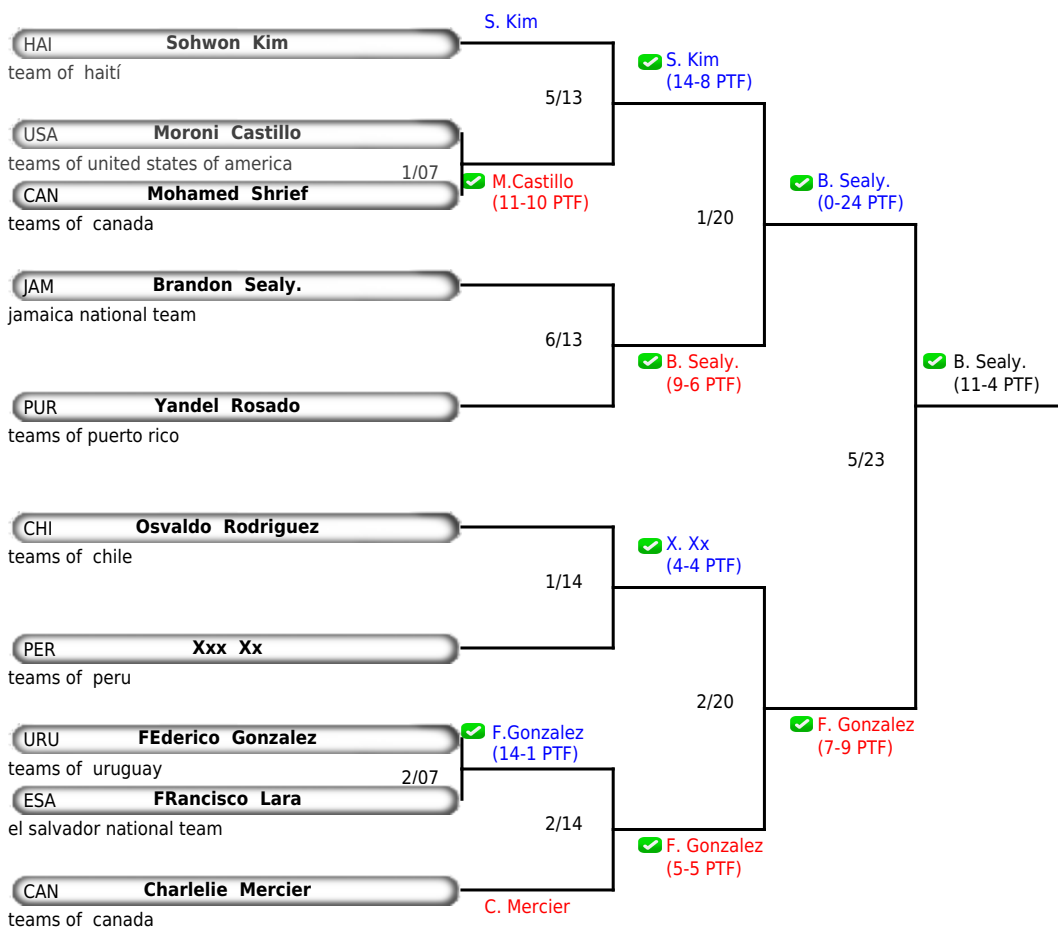 S. Kim
HAI Sohwon Kim
team of haití
S. Kim
(14-8 PTF)
5/13
USA Moroni Castillo
teams of united states of america
1/07
M.Castillo
(11-10 PTF)
CAN Mohamed Shrief
teams of canada
B. Sealy.
(0-24 PTF)
1/20
JAM Brandon Sealy.
jamaica national team
6/13
B. Sealy.
(9-6 PTF)
B. Sealy.
(11-4 PTF)
PUR Yandel Rosado
teams of puerto rico
5/23
CHI Osvaldo Rodriguez
teams of chile
X. Xx
(4-4 PTF)
1/14
PER Xxx Xx
teams of peru
2/20
F. Gonzalez
(7-9 PTF)
URU FEderico Gonzalez
teams of uruguay
F.Gonzalez
(14-1 PTF)
2/07
ESA FRancisco Lara
el salvador national team
2/14
F. Gonzalez
(5-5 PTF)
CAN Charlelie Mercier
teams of canada
C. Mercier